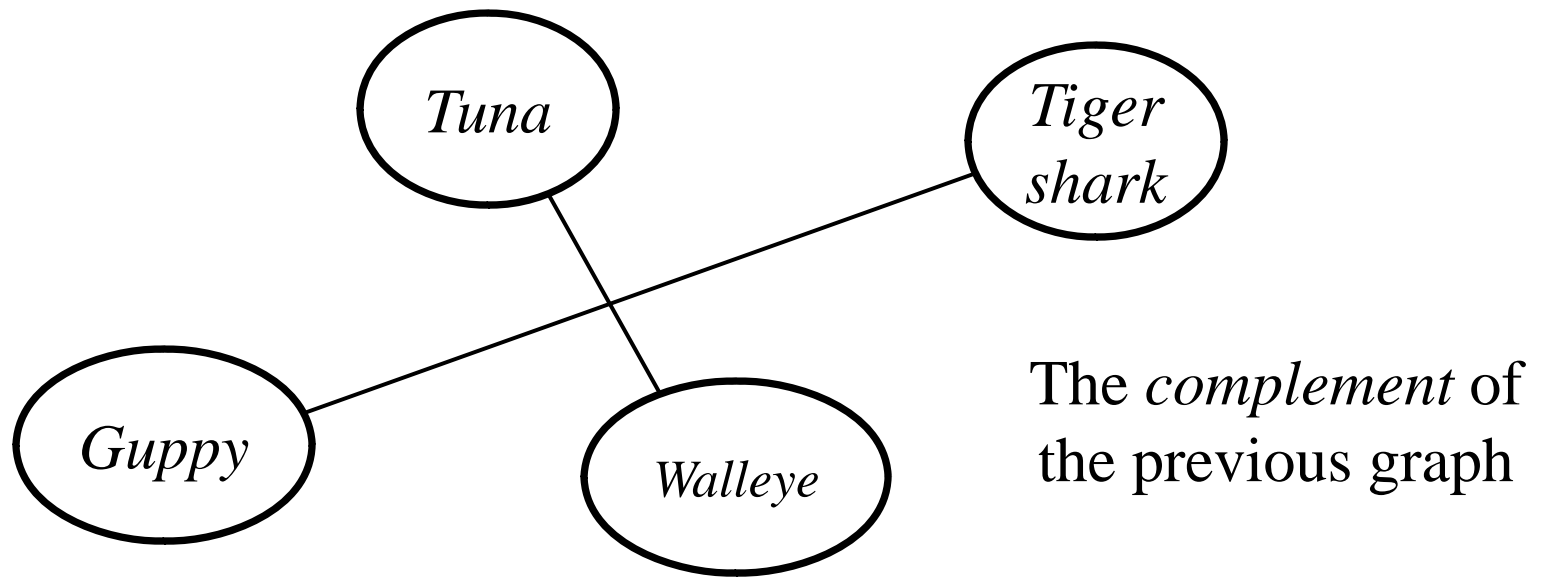 Tuna
Tiger
shark
Guppy
Walleye
The complement of
the previous graph